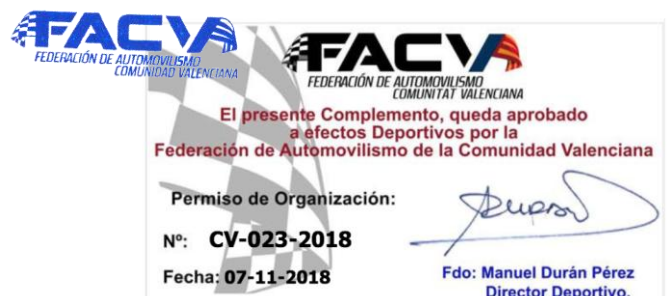 FACVA
FEDERACIÓN DE AUTOMOVILISMO
COMUNIDAD VALENCIANA
FACVA
FEDERACIÓN DE AUTOMOVILISMO
COMUNITAT VALENCIANA
El presente Complemento, queda aprobado
a efectos Deportivos por la
Federación de Automovilismo de la Comunidad Valenciana
Permiso de Organización:
Nº: CV-023-2018
Fecha: 07-11-2018
Fdo: Manuel Durán Pérez
Director Deportivo.